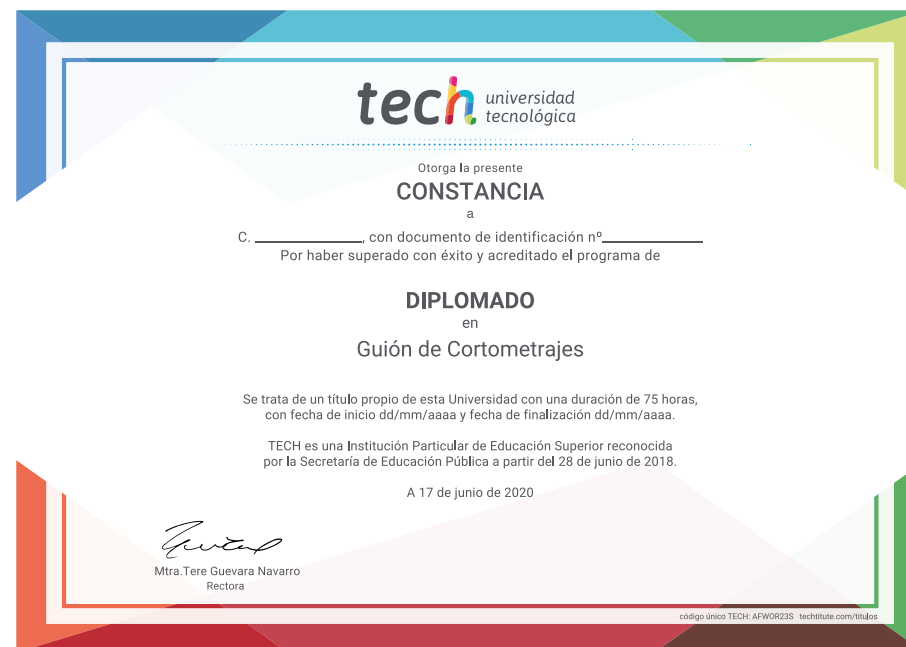 tech universidad
tecnológica
Otorga la presente
CONSTANCIA
a
C. ____________, con documento de identificación nº____________
Por haber superado con éxito y acreditado el programa de
DIPLOMADO
en
Guión de Cortometrajes
Se trata de un título propio de esta Universidad con una duración de 75 horas,
con fecha de inicio dd/mm/aaaa y fecha de finalización dd/mm/aaaa.
TECH es una Institución Particular de Educación Superior reconocida
por la Secretaría de Educación Pública a partir del 28 de junio de 2018.
A 17 de junio de 2020
Mtra.Tere Guevara Navarro
Rectora
código único TECH: AFWOR23S techtitute.com/titulos